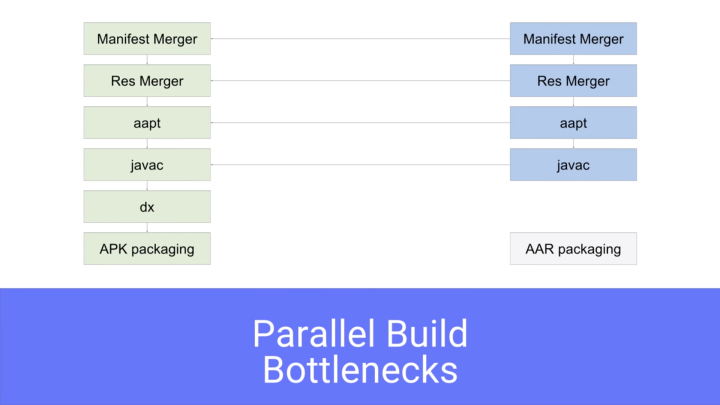 Manifest Merger
Manifest Merger
Res Merger
Res Merger
aapt
aapt
javac
javac
dx
APK packaging
AAR packaging
Parallel Build
Bottlenecks